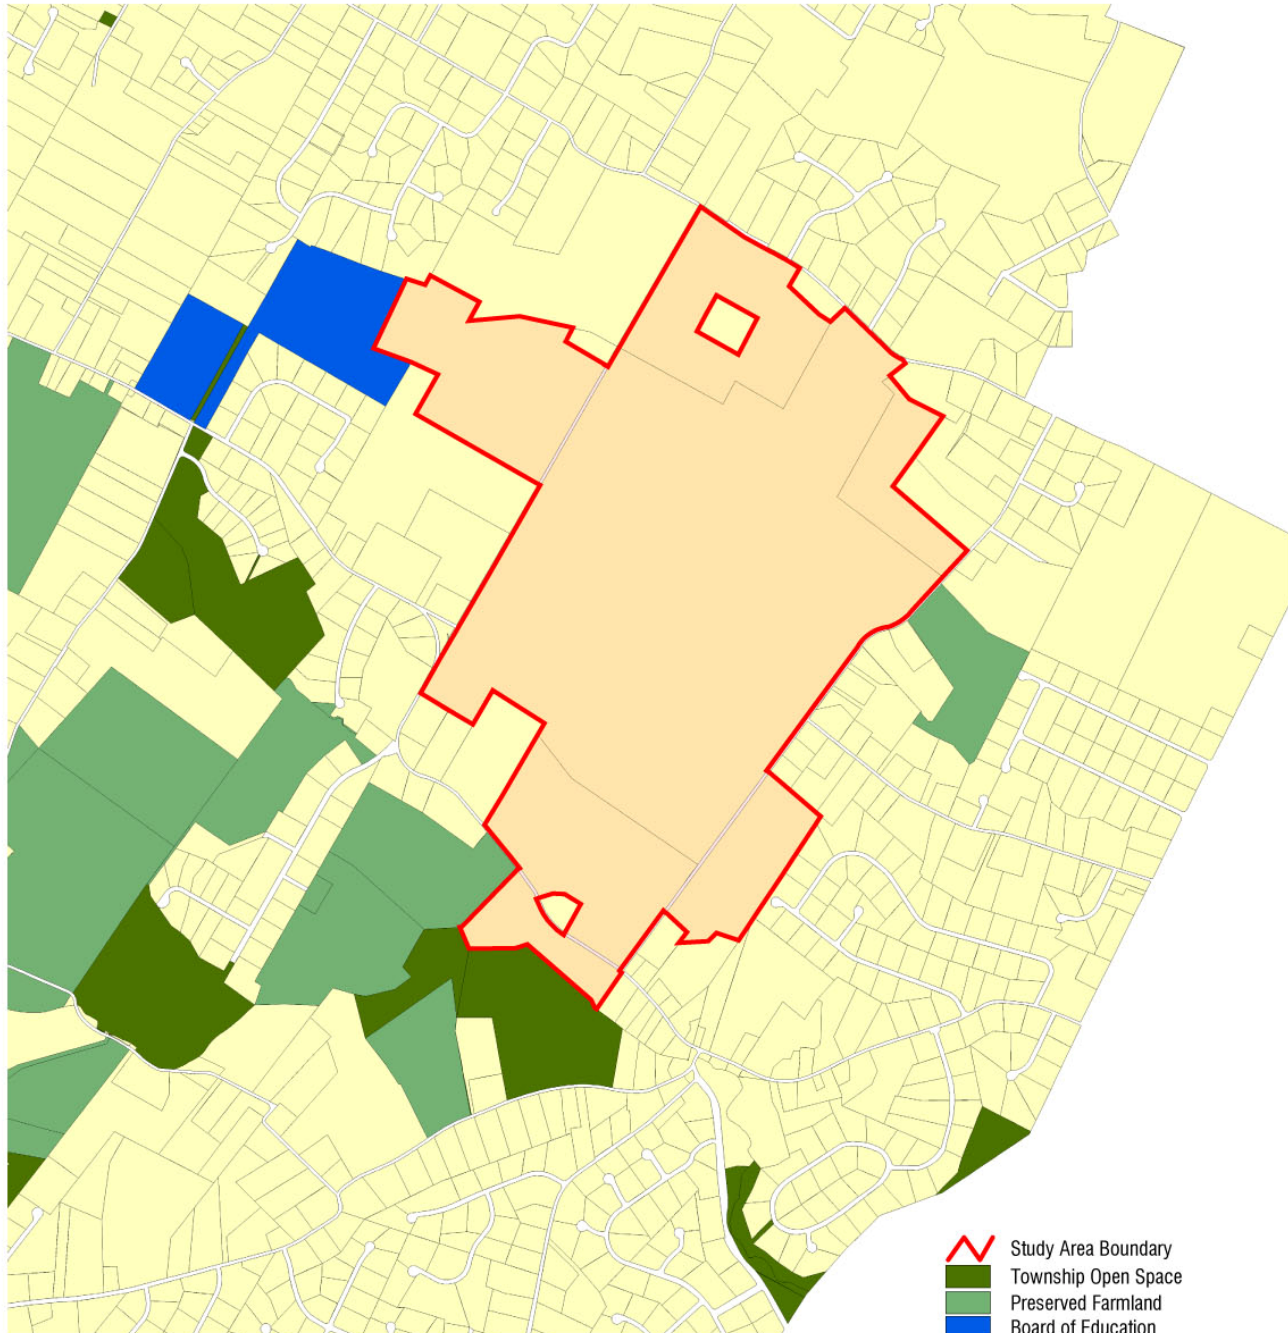 Study Area Boundary
Township Open Space
Preserved Farmland
Board of Education